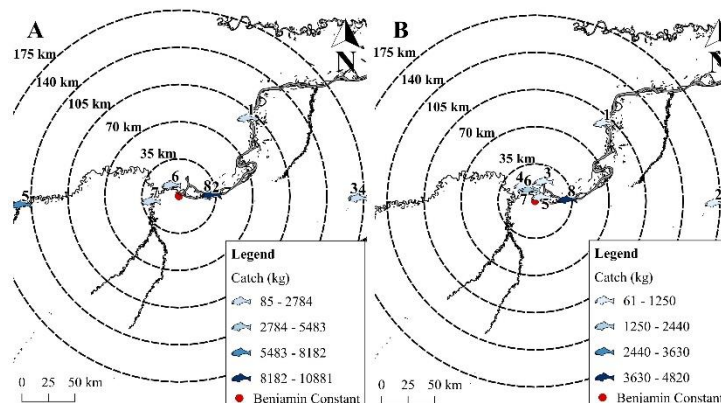 A
N
175 km
140 km
105 km
70 km
35 km
1
6
82
5
34
Legend
Catch (kg)
85 - 2784
2784 - 5483
5483 - 8182
8182 - 10881
Benjamin Constant
0 25 50 km
B
N
175 km
140 km
105 km
70 km
35 km
1
3
46
7
5
8
2
Legend
Catch (kg)
61 - 1250
1250 - 2440
2440 - 3630
3630 - 4820
Benjamin Constant
0 25 50 km